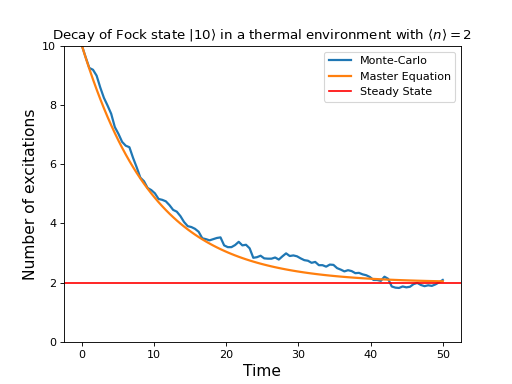 Decay of Fock state |10⟩ in a thermal environment with ⟨n⟩ = 2
Monte-Carlo
Master Equation
Steady State
Number of excitations
10
8
6
4
2
0
0 10 20 30 40 50
Time